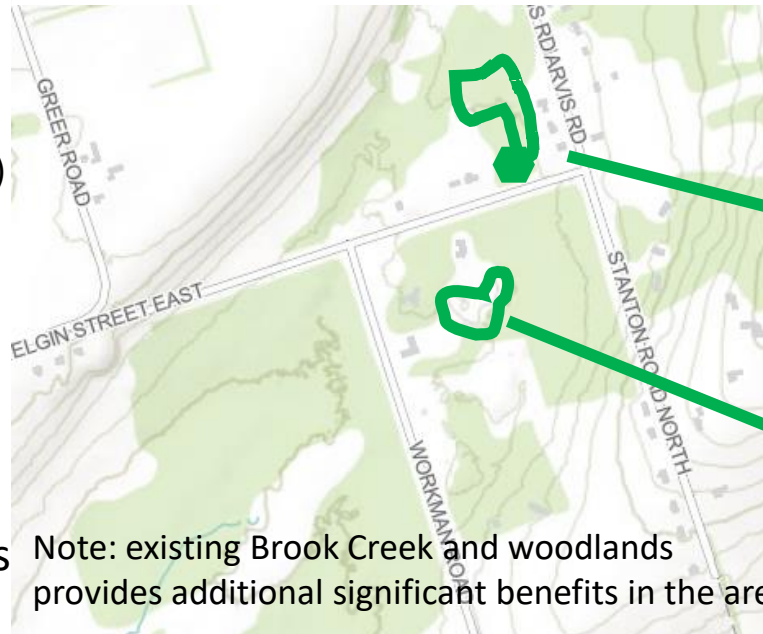 S RD
ARVIS RD
GREER ROAD
)
ELGIN STREET EAST
STANTON ROAD NORTH
WORKMAN ROAD
s
Note: existing Brook Creek and woodlands
provides additional significant benefits in the are